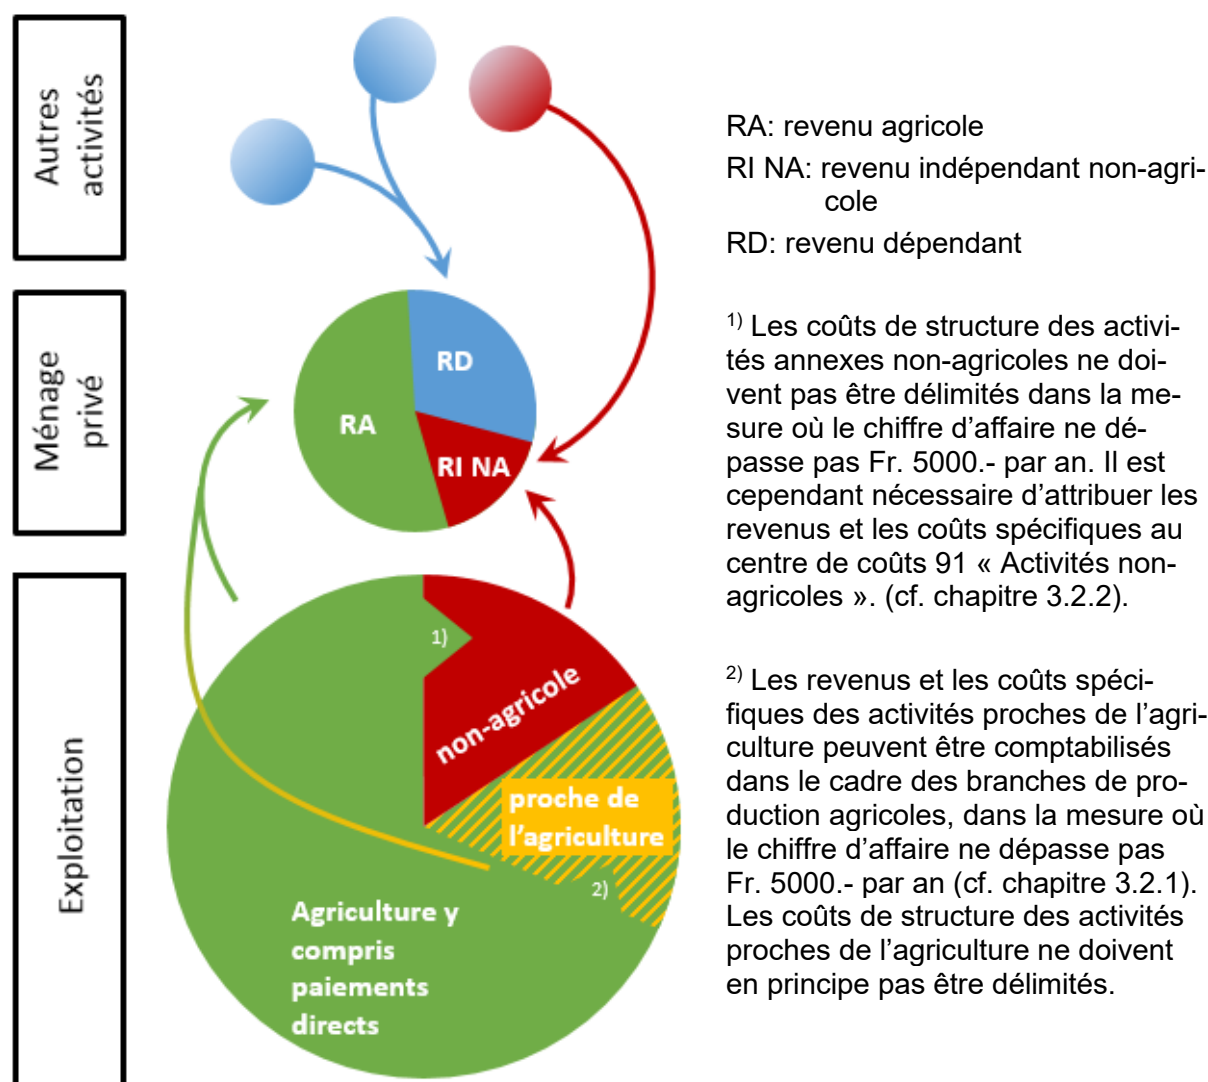 Autres
activités
Ménage
privé
Exploitation
RD
RA
RI NA
1)
non-agricole
proche de
l'agriculture
2)
Agriculture y
compris
paiements
directs
RA: revenu agricole
RI NA: revenu indépendant non-agri-
cole
RD: revenu dépendant
1) Les coûts de structure des activi-
tés annexes non-agricoles ne doi-
vent pas être délimités dans la me-
sure où le chiffre d'affaire ne dé-
passe pas Fr. 5000.- par an. Il est
cependant nécessaire d'attribuer les
revenus et les coûts spécifiques au
centre de coûts 91 « Activités non-
agricoles ». (cf. chapitre 3.2.2).
2) Les revenus et les coûts spéci-
fiques des activités proches de l'agri-
culture peuvent être comptabilisés
dans le cadre des branches de pro-
duction agricoles, dans la mesure où
le chiffre d'affaire ne dépasse pas
Fr. 5000.- par an (cf. chapitre 3.2.1).
Les coûts de structure des activités
proches de l'agriculture ne doivent
en principe pas être délimités.